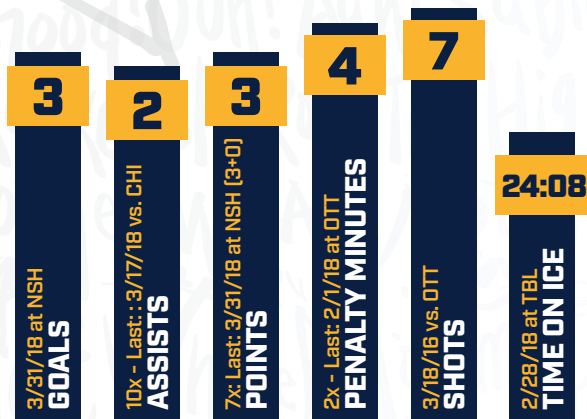 3
3/31/18 at NSH
GOALS
2
10x - Last: : 3/17/18 vs. CHI
ASSISTS
3
7x: Last: 3/31/18 at NSH (3+0)
POINTS
4
2x - Last: 2/1/18 at OTT
PENALTY MINUTES
7
3/18/16 vs. OTT
SHOTS
24:08
2/28/18 at TBL
TIME ON ICE